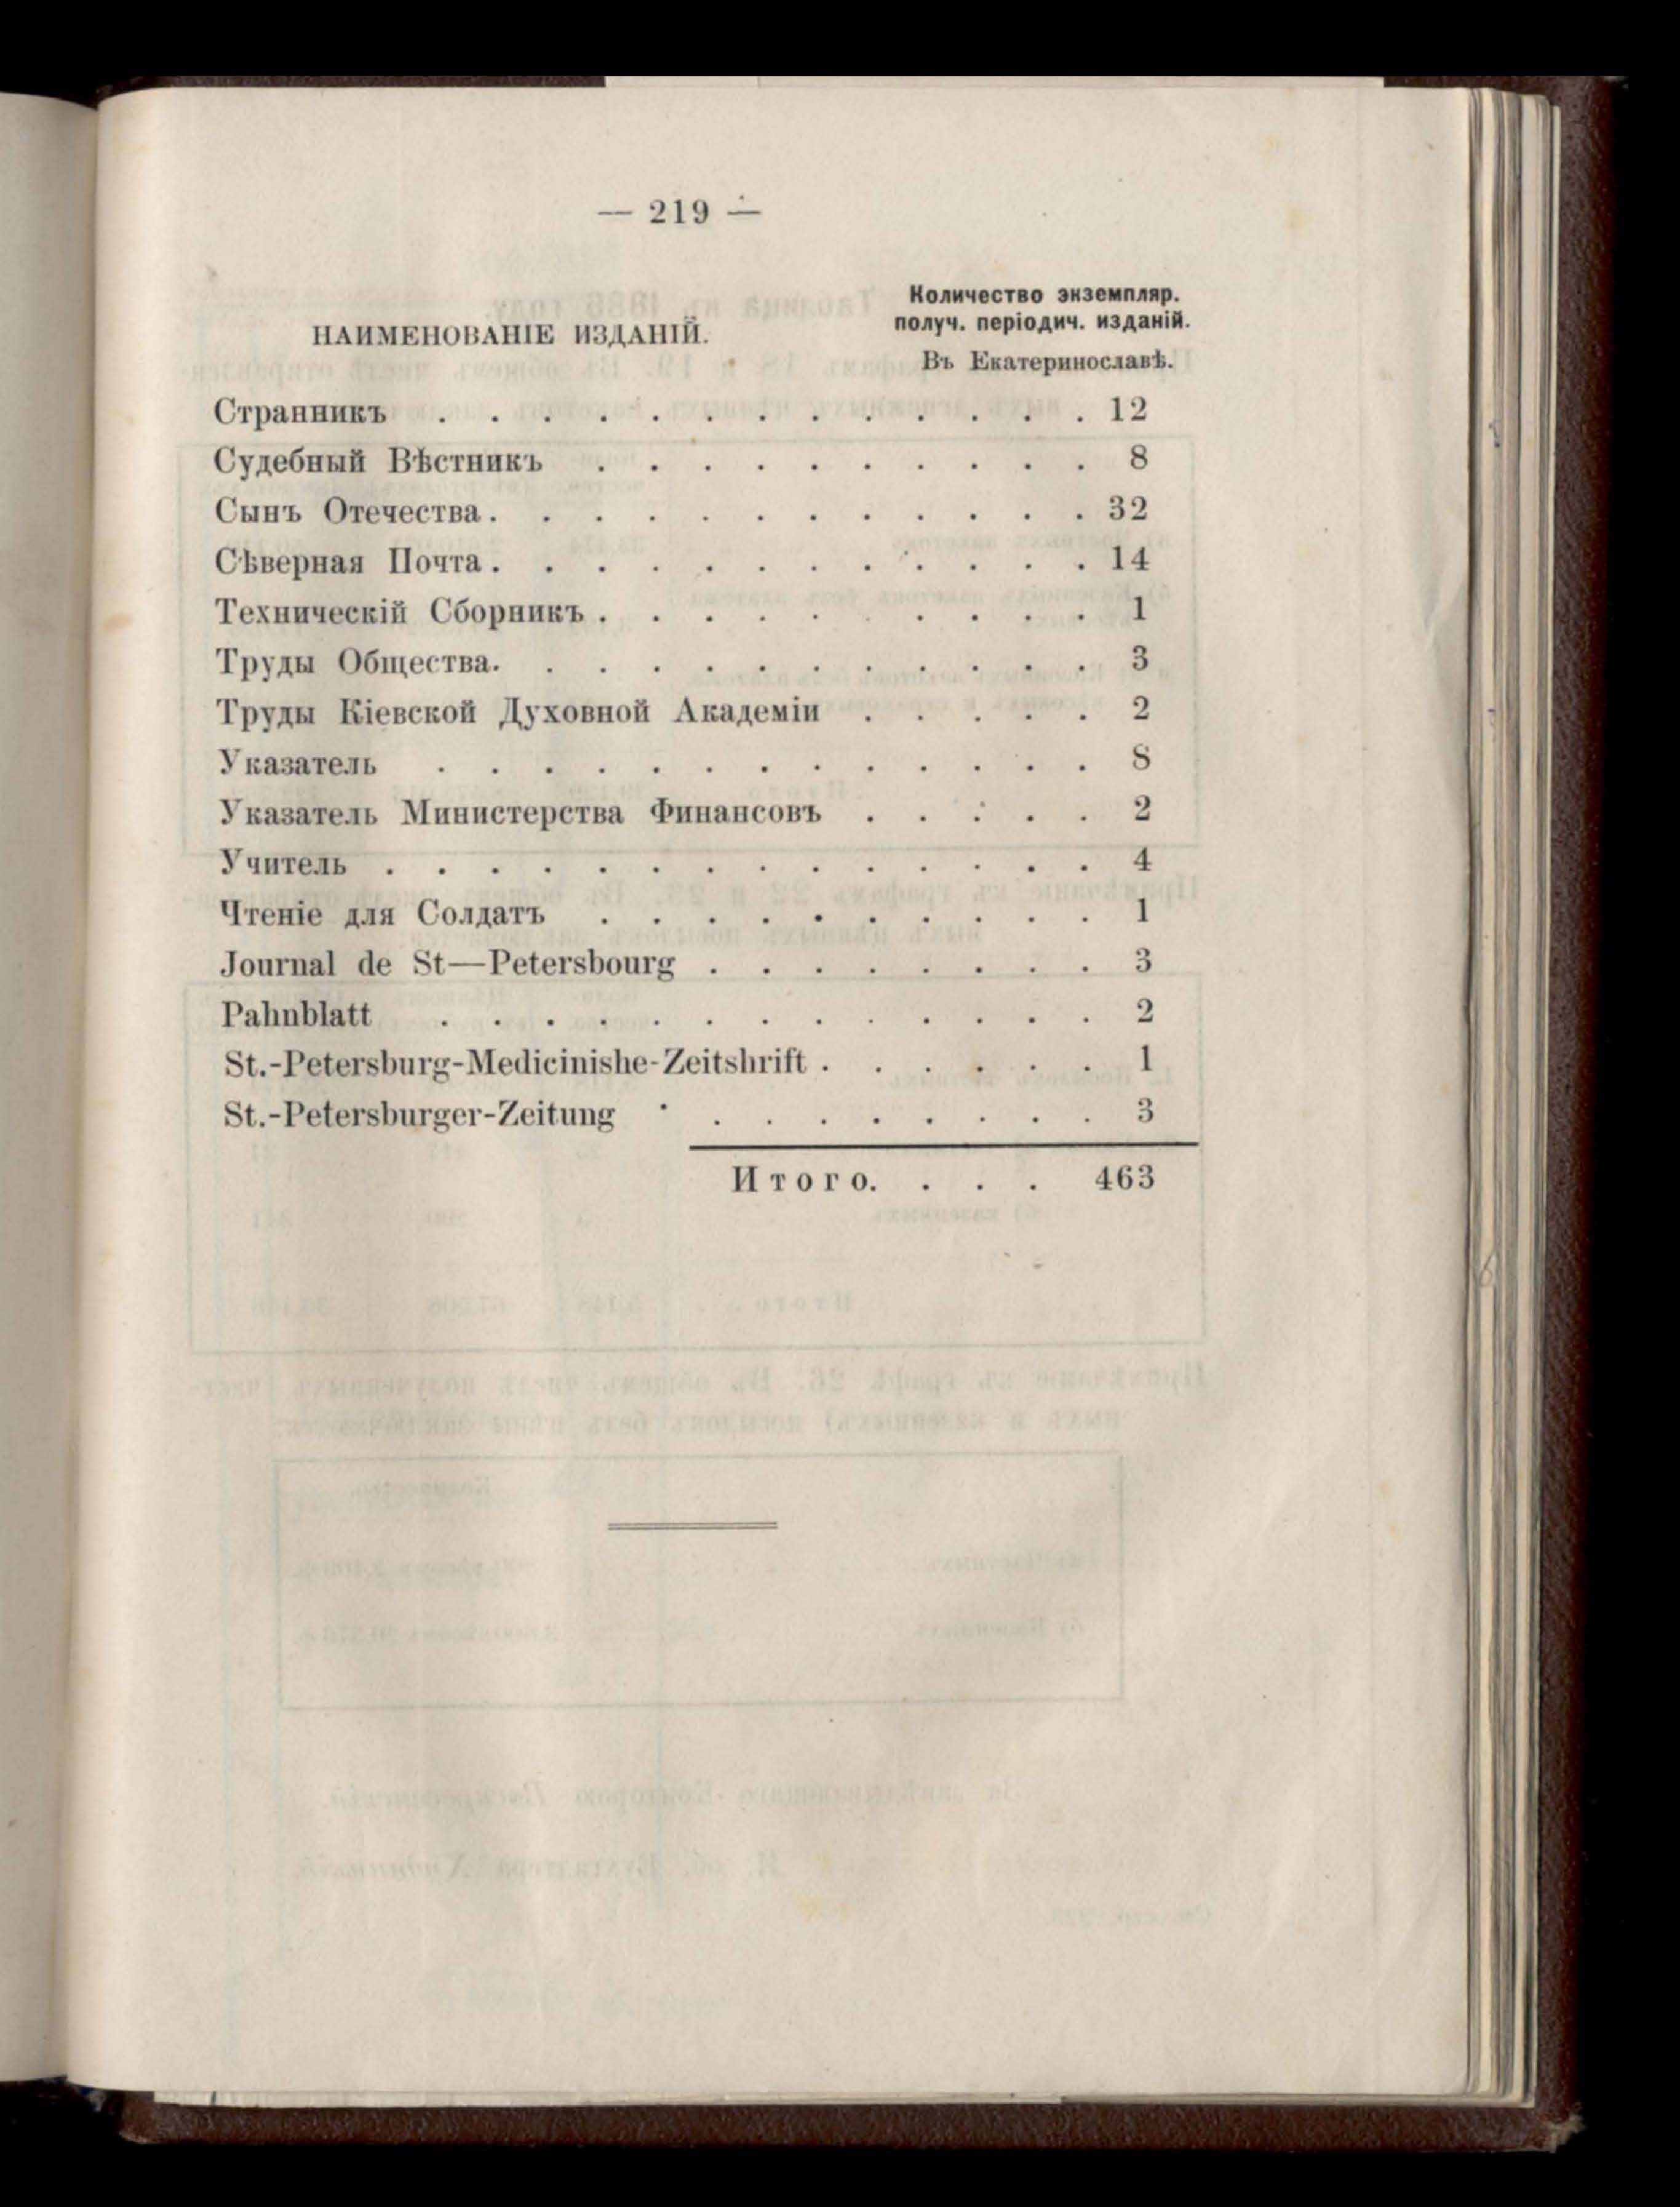 — 219 —
НАИМЕНОВАНІЕ ИЗДАНІЙ.
Количество экземпляр.
получ. періодич. изданій.
Въ Екатеринославѣ.
Странникъ . . . . . . . . . . . . . 12
Судебный Вѣстникъ . . . . . . . . . . 8
Сынъ Отечества. . . . . . . . . . . . 32
Сѣверная Почта. . . . . . . . . . . . 14
Техническій Сборникъ . . . . . . . . . . 1
Труды Общества. . . . . . . . . . . . 3
Труды Кіевской Духовной Академіи . . . . . 2
Указатель . . . . . . . . . . . . . 8
Указатель Министерства Финансовъ . . . . . 2
Учитель . . . . . . . . . . . . . . 4
Чтеніе для Солдатъ . . . . . . . . . . 1
Journal de St—Petersbourg . . . . . . . . 3
Pahnblatt . . . . . . . . . . . . . 2
St.-Petersburg-Medicinishe-Zeitshrift . . . . . . 1
St.-Petersburger-Zeitung . . . . . . . . . 3
Итого. . . . 463